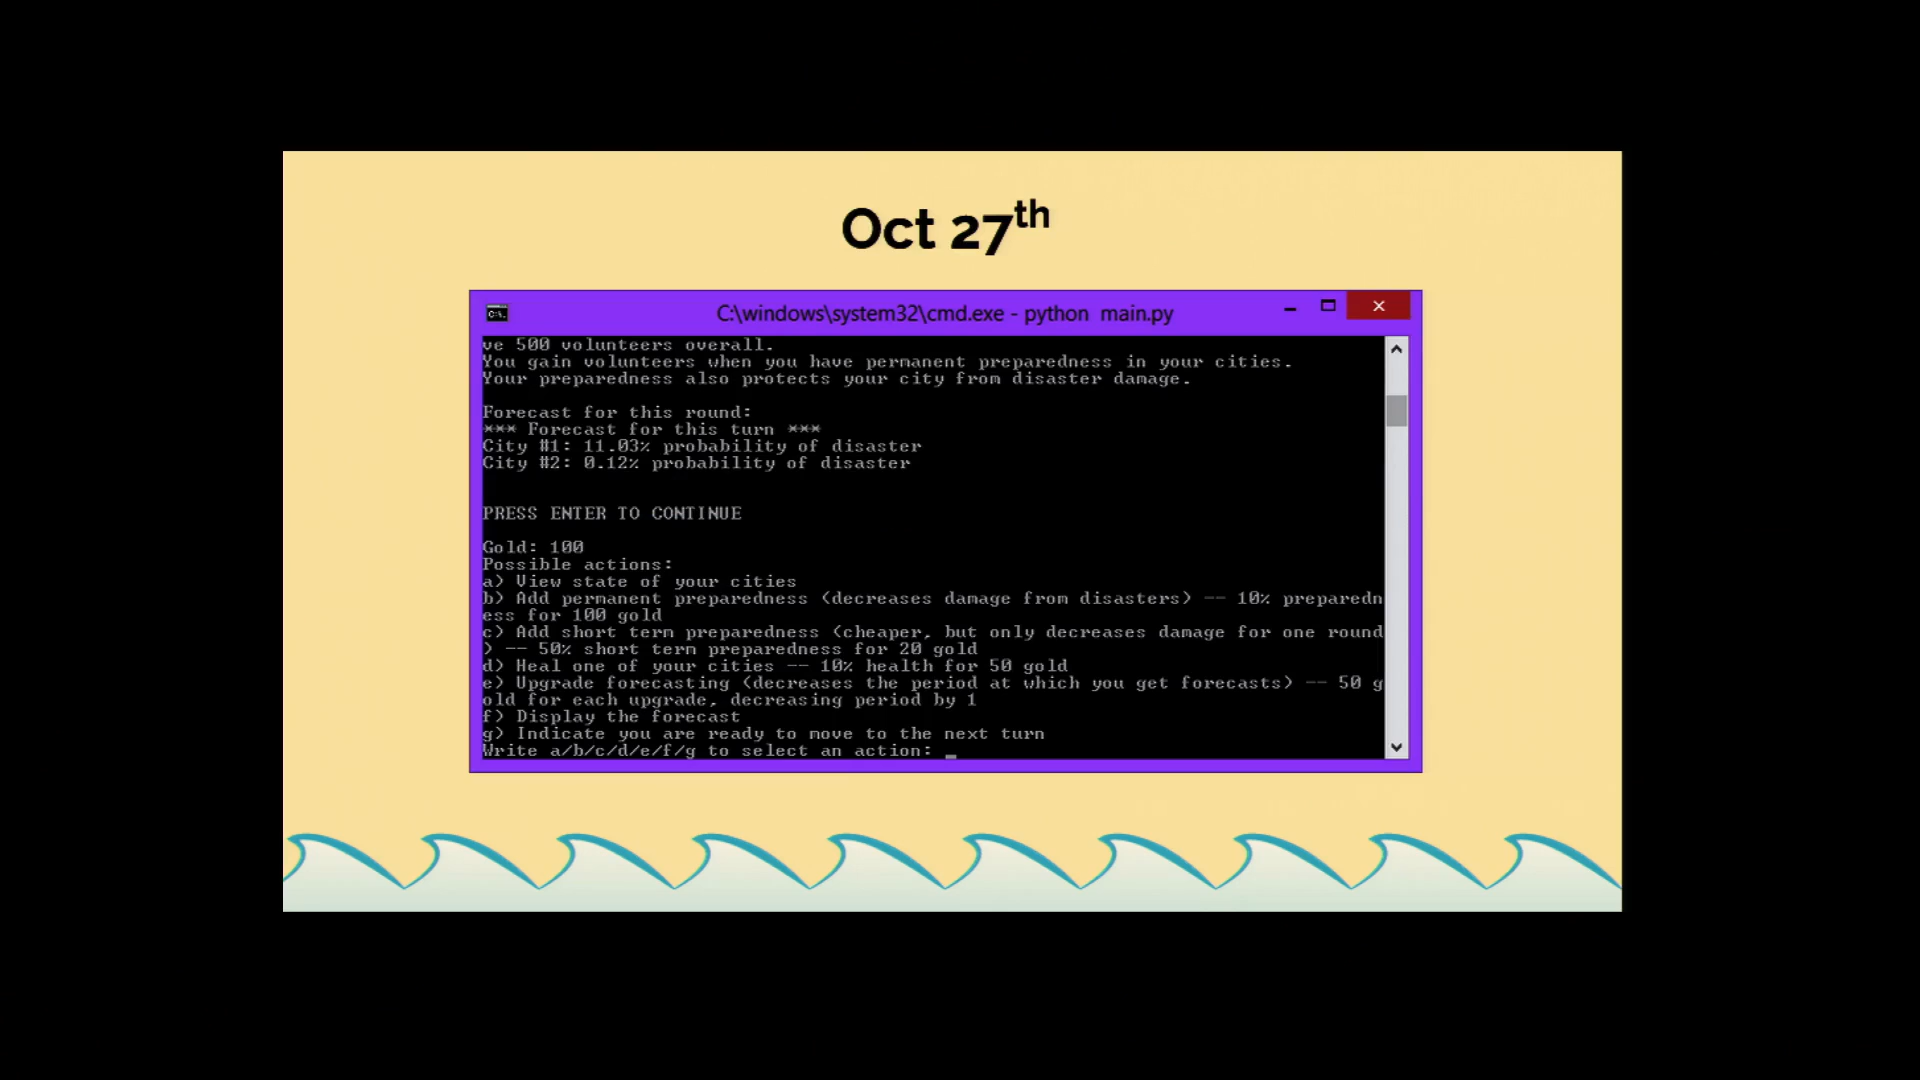 Oct 27th
C:\windows\system32\cmd.exe - python  main.py
ve 500 volunteers overall.
You gain volunteers when you have permanent preparedness in your cities.
Your preparedness also protects your city from disaster damage.
Forecast for this round:
*** Forecast for this turn ***
City #1: 11.03% probability of disaster
City #2: 0.12% probability of disaster
PRESS ENTER TO CONTINUE
Gold: 100
Possible actions:
a) View state of your cities
b) Add permanent preparedness (decreases damage from disasters) -- 10% preparedn
ess for 100 gold
c) Add short term preparedness (cheaper, but only decreases damage for one round
) -- 50% short term preparedness for 20 gold
d) Heal one of your cities -- 10% health for 50 gold
e) Upgrade forecasting (decreases the period at which you get forecasts) -- 50 g
old for each upgrade, decreasing period by 1
f) Display the forecast
g) Indicate you are ready to move to the next turn
Write a/b/c/d/e/f/g to select an action: _